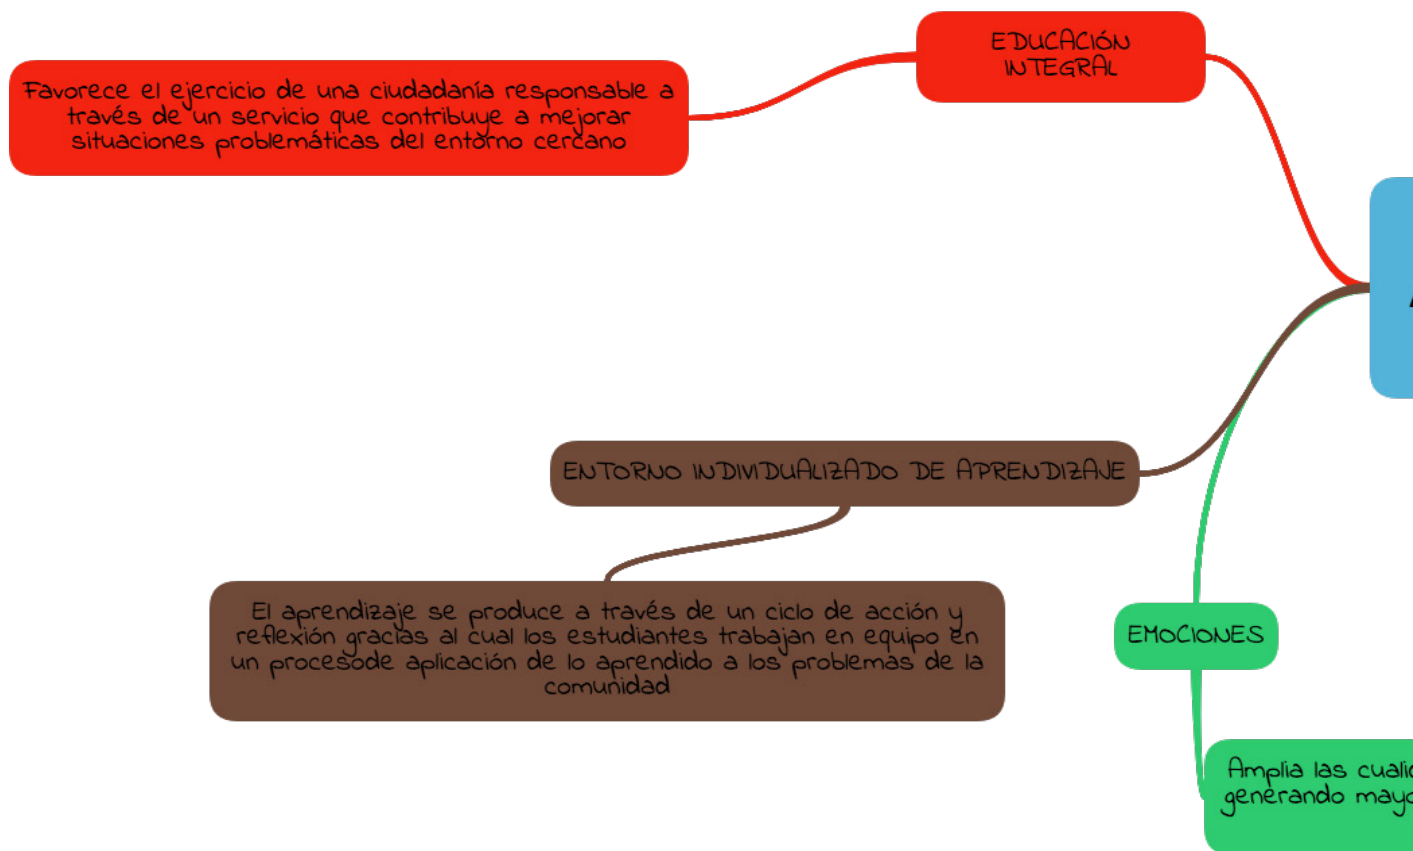 EDUCACIÓN
INTEGRAL
Favorece el ejercicio de una ciudadanía responsable a
través de un servicio que contribuye a mejorar
situaciones problemáticas del entorno cercano
ENTORNO INDIVIDUALIZADO DE APRENDIZAJE
El aprendizaje se produce a través de un ciclo de acción y
reflexión gracias al cual los estudiantes trabajan en equipo en
un procesode aplicación de lo aprendido a los problemas de la
comunidad
EMOCIONES
Amplia las
generando